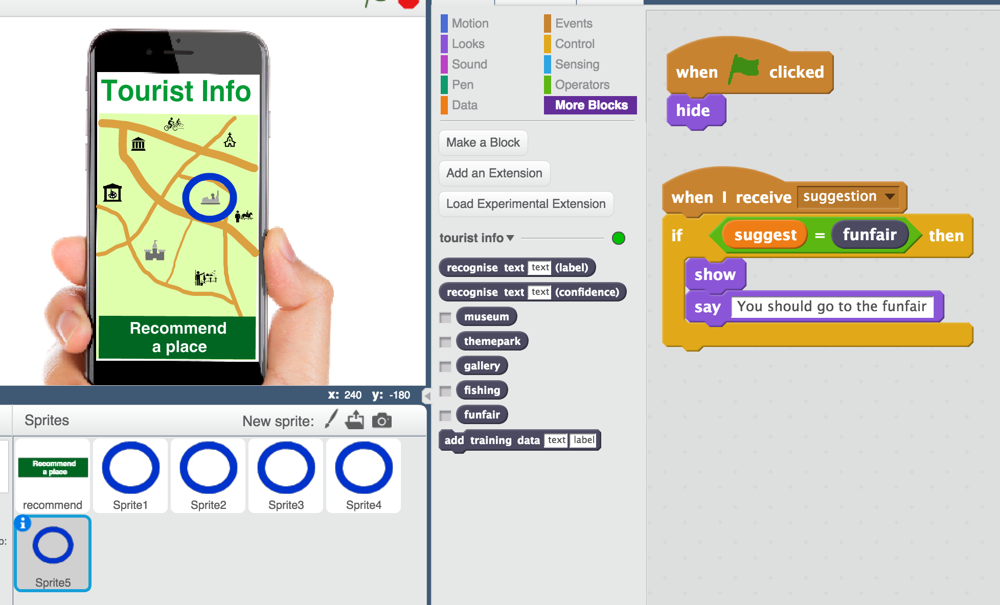 Tourist Info
Recommend
a place
x: 240 y: -180
Sprites
New sprite:
Recommend
a place
recommend
Sprite1
Sprite2
Sprite3
Sprite4
Sprite5
Motion
Looks
Sound
Pen
Data
Events
Control
Sensing
Operators
More Blocks
Make a Block
Add an Extension
Load Experimental Extension
tourist info
recognise text text (label)
recognise text text (confidence)
museum
themepark
gallery
fishing
funfair
add training data text label
when clicked
hide
when I receive suggestion
if suggest = funfair then
show
say You should go to the funfair